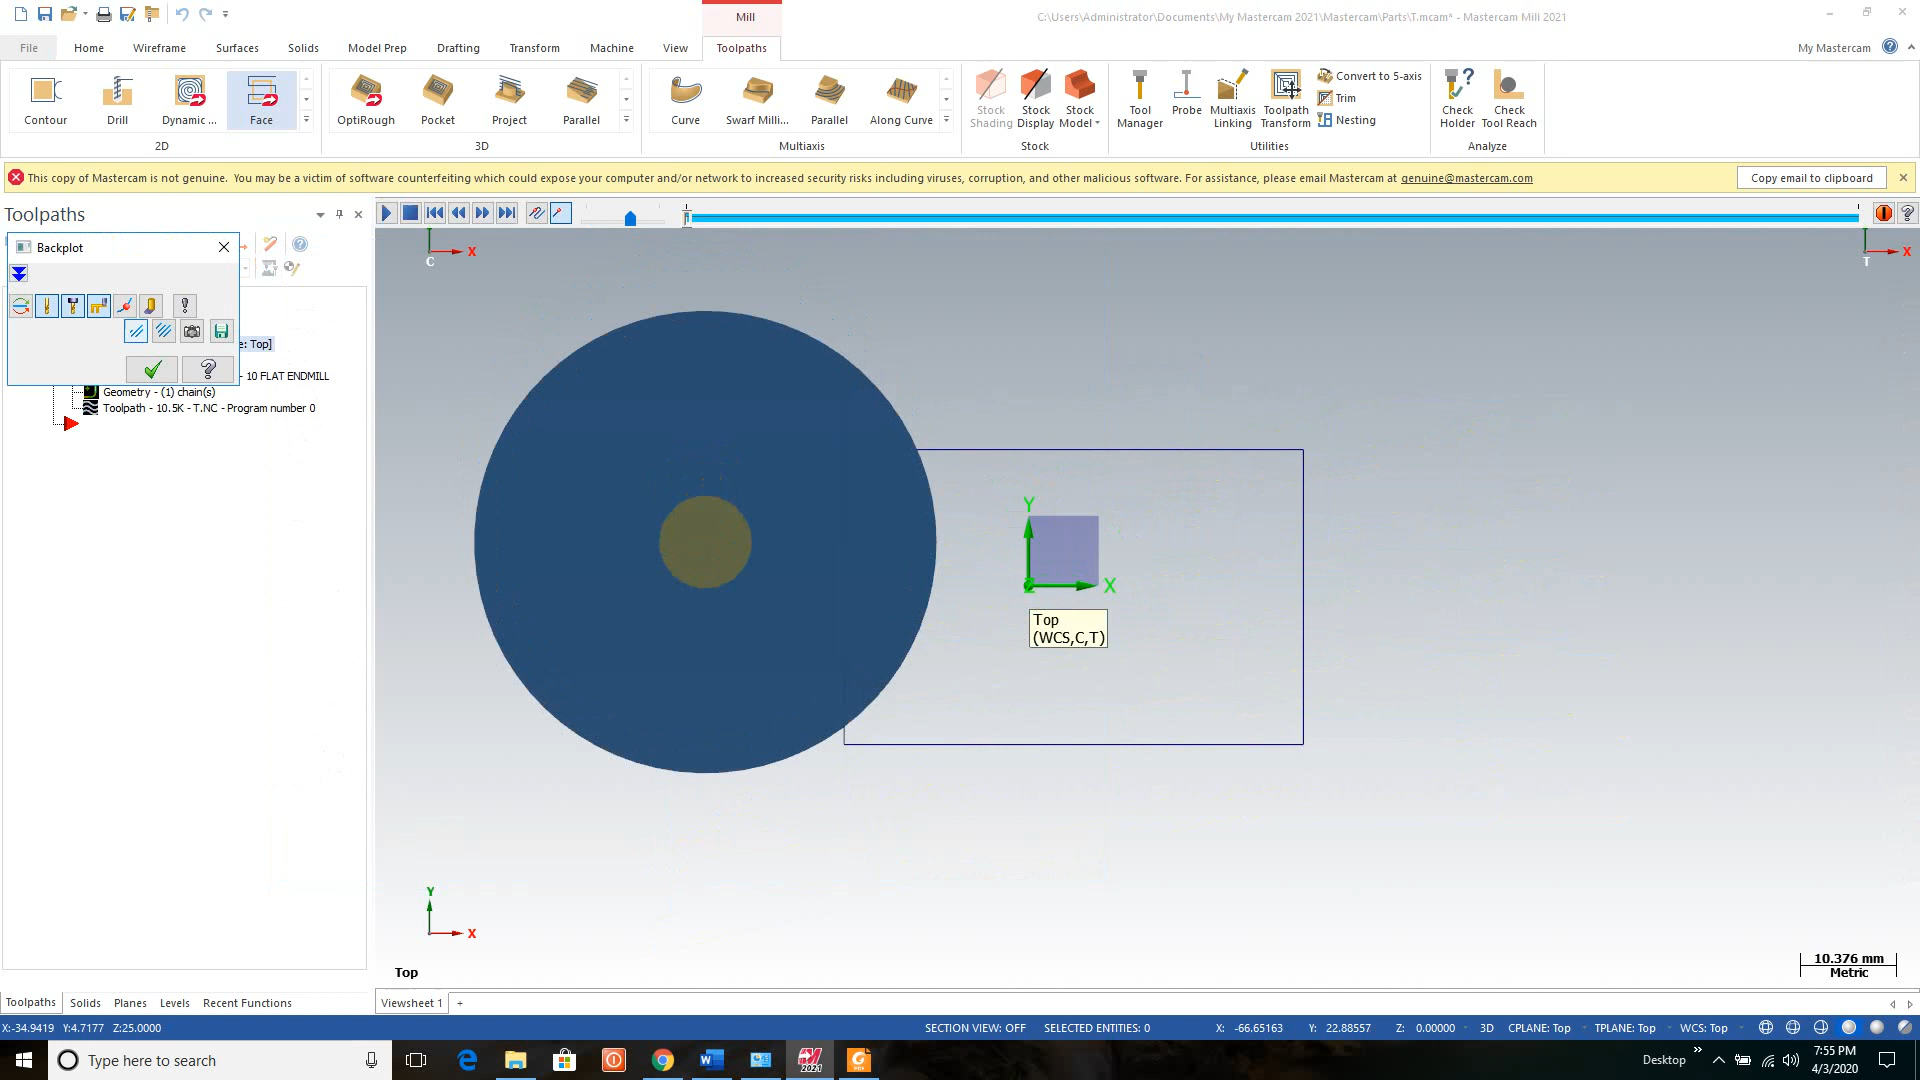 Mill
C:\Users\Administrator\Documents\My Mastercam 2021\Mastercam\Parts\T.mcam* - Mastercam Mill 2021
File Home Wireframe Surfaces Solids Model Prep Drafting Transform Machine View Toolpaths My Mastercam
Contour Drill Dynamic ... Face OptiRough Pocket Project Parallel Curve Swarf Milli... Parallel Along Curve
Stock Shading Stock Display Stock Model Tool Manager Probe Multiaxis Linking Toolpath Transform Convert to 5-axis Trim Nesting Check Holder Check Tool Reach
2D 3D Multiaxis Stock Utilities Analyze
This copy of Mastercam is not genuine. You may be a victim of software counterfeiting which could expose your computer and/or network to increased security risks including viruses, corruption, and other malicious software. For assistance, please email Mastercam at genuine@mastercam.com Copy email to clipboard
Toolpaths
Backplot
e: Top]
- 10 FLAT ENDMILL
Geometry - (1) chain(s)
Toolpath - 10.5K - T.NC - Program number 0
X
C
X
T
Y
X
Z
Top
(WCS,C,T)
Y
X
Top
10.376 mm
Metric
Toolpaths Solids Planes Levels Recent Functions Viewsheet 1 +
X:-34.9419 Y:4.7177 Z:25.0000 SECTION VIEW: OFF SELECTED ENTITIES: 0 X: -66.65163 Y: 22.88557 Z: 0.00000 3D CPLANE: Top TPLANE: Top WCS: Top
Type here to search
2021
PDF
Desktop
7:55 PM
4/3/2020